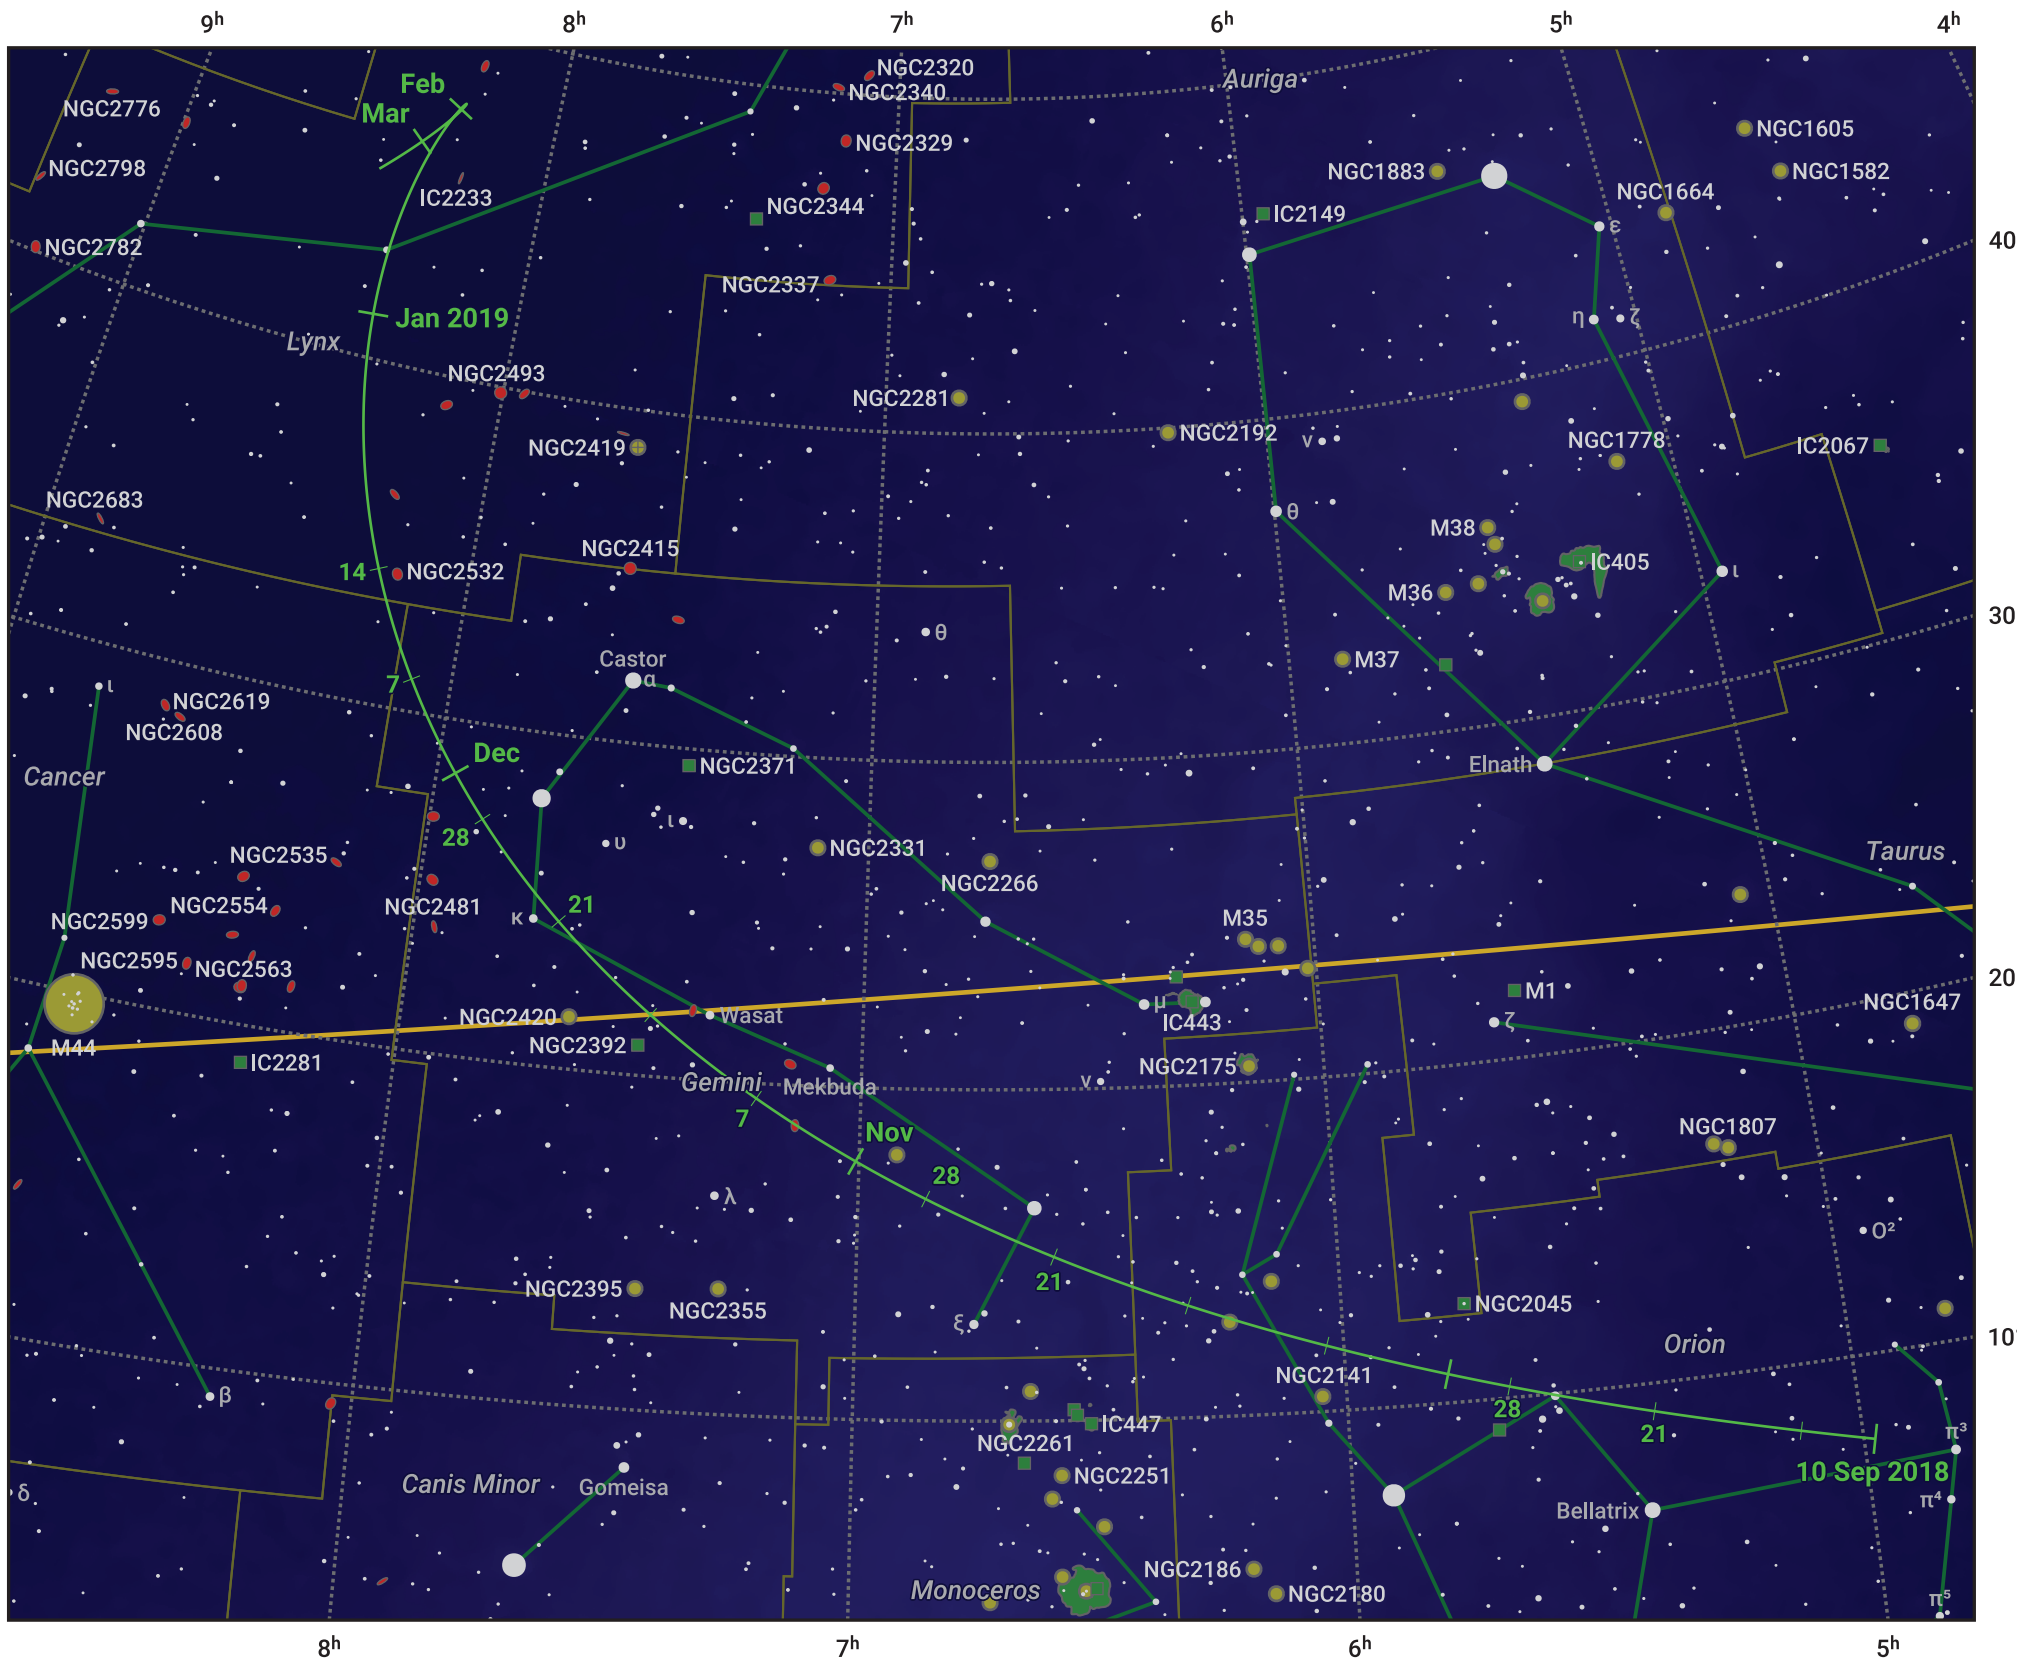 9h 8h 7h 6h 5h 4h
NGC2320
Auriga
Feb
NGC2340
NGC2776
Mar
NGC1605
NGC2329
NGC2798
NGC1883
NGC1582
IC2233
NGC1664
NGC2344
IC2149
ε
40
NGC2782
NGC2337
Jan 2019
η ζ
Lynx
NGC2493
NGC2281
NGC2192
ν
NGC1778
IC2067
NGC2419
NGC2683
θ
M38
NGC2415
IC405
14
NGC2532
M36
ι
30
θ
Castor
M37
α
7
ι
NGC2619
NGC2608
Dec
Elnath
NGC2371
Cancer
ι
28
υ
NGC2331
Taurus
NGC2535
NGC2266
21
NGC2554
NGC2481
κ
M35
NGC2599
NGC2595
NGC2563
20
M1
μ
NGC1647
NGC2420
Wasat
IC443
ζ
M44
NGC2392
IC2281
NGC2175
Gemini
Mekbuda
ν
7
Nov
NGC1807
28
λ
O²
21
NGC2395
NGC2355
NGC2045
ξ
Orion
10°
NGC2141
β
28
IC447
π³
NGC2261
21
10 Sep 2018
NGC2251
Canis Minor
Gomeisa
δ
π⁴
Bellatrix
NGC2186
Monoceros
NGC2180
π⁵
8h 7h 6h 5h